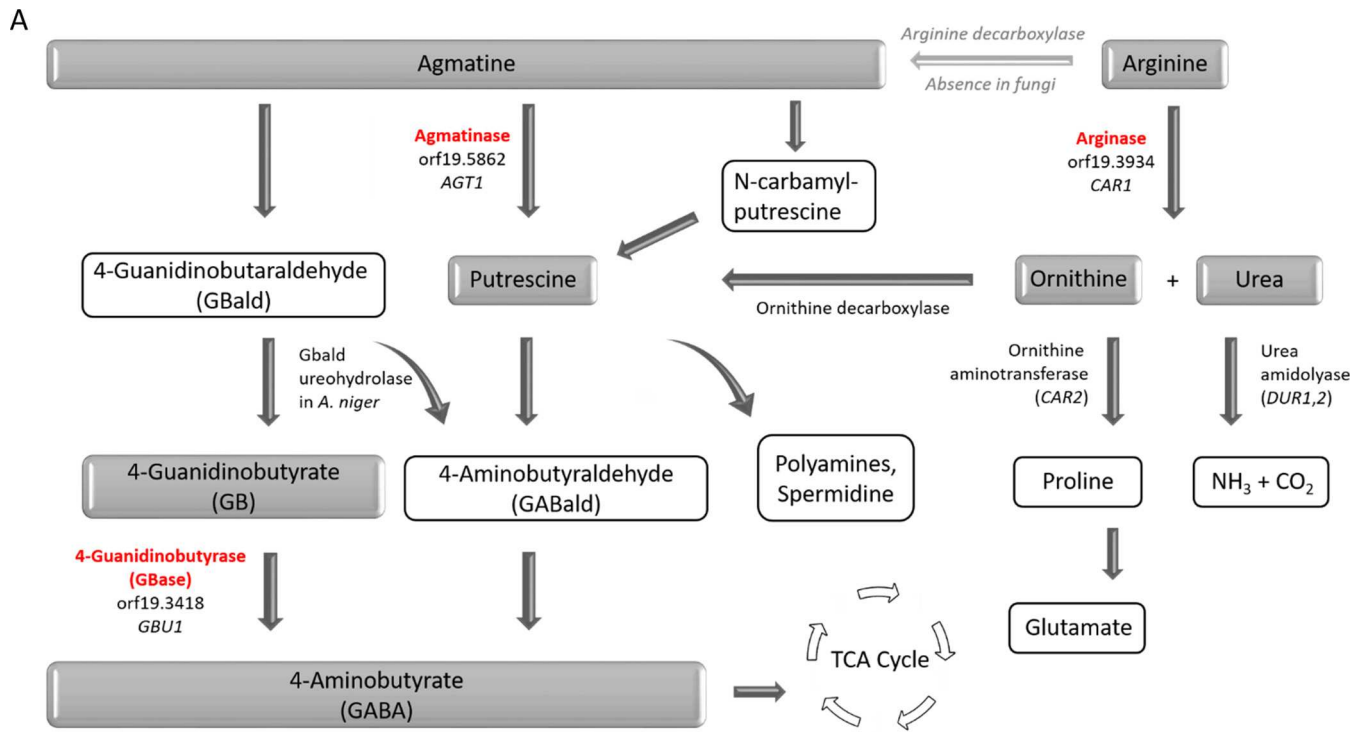 A
Agmatine
Arginine decarboxylase
Absence in fungi
Arginine
Agmatinase
orf19.5862
AGT1
N-carbamyl-
putrescine
Arginase
orf19.3934
CAR1
4-Guanidinobutaraldehyde
(GBald)
Putrescine
Ornithine decarboxylase
Ornithine
+
Urea
Gbald
ureohydrolase
in A. niger
Ornithine
aminotransferase
(CAR2)
Urea
amidolyase
(DUR1,2)
4-Guanidinobutyrate
(GB)
4-Aminobutyraldehyde
(GABald)
Polyamines,
Spermidine
Proline
NH₃ + CO₂
4-Guanidinobutyrase
(GBase)
orf19.3418
GBU1
TCA Cycle
Glutamate
4-Aminobutyrate
(GABA)